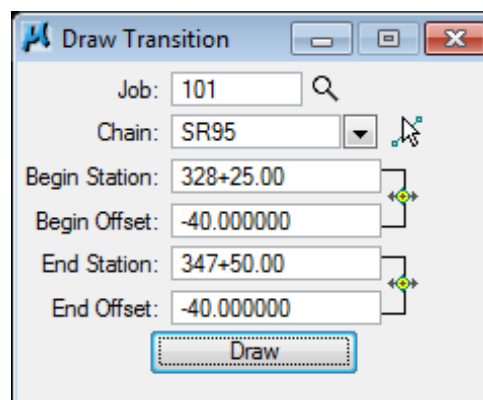 Draw Transition
Job: 101
Chain: SR95
Begin Station: 328+25.00
Begin Offset: -40.000000
End Station: 347+50.00
End Offset: -40.000000
Draw